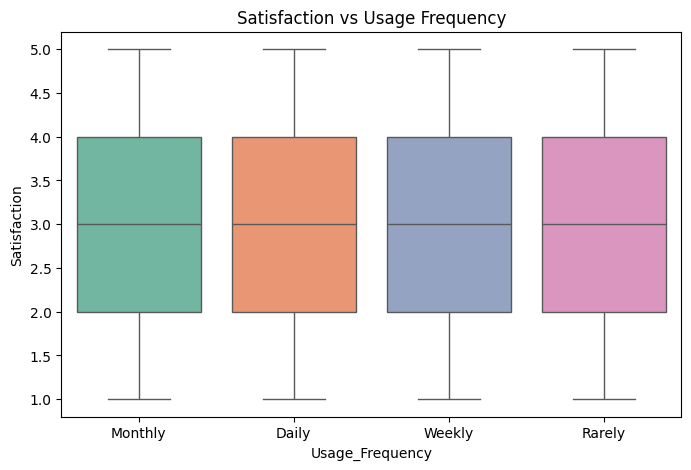 Satisfaction vs Usage Frequency
5.0
4.5
4.0
3.5
3.0
2.5
2.0
1.5
1.0
Satisfaction
Monthly Daily Weekly Rarely
Usage_Frequency